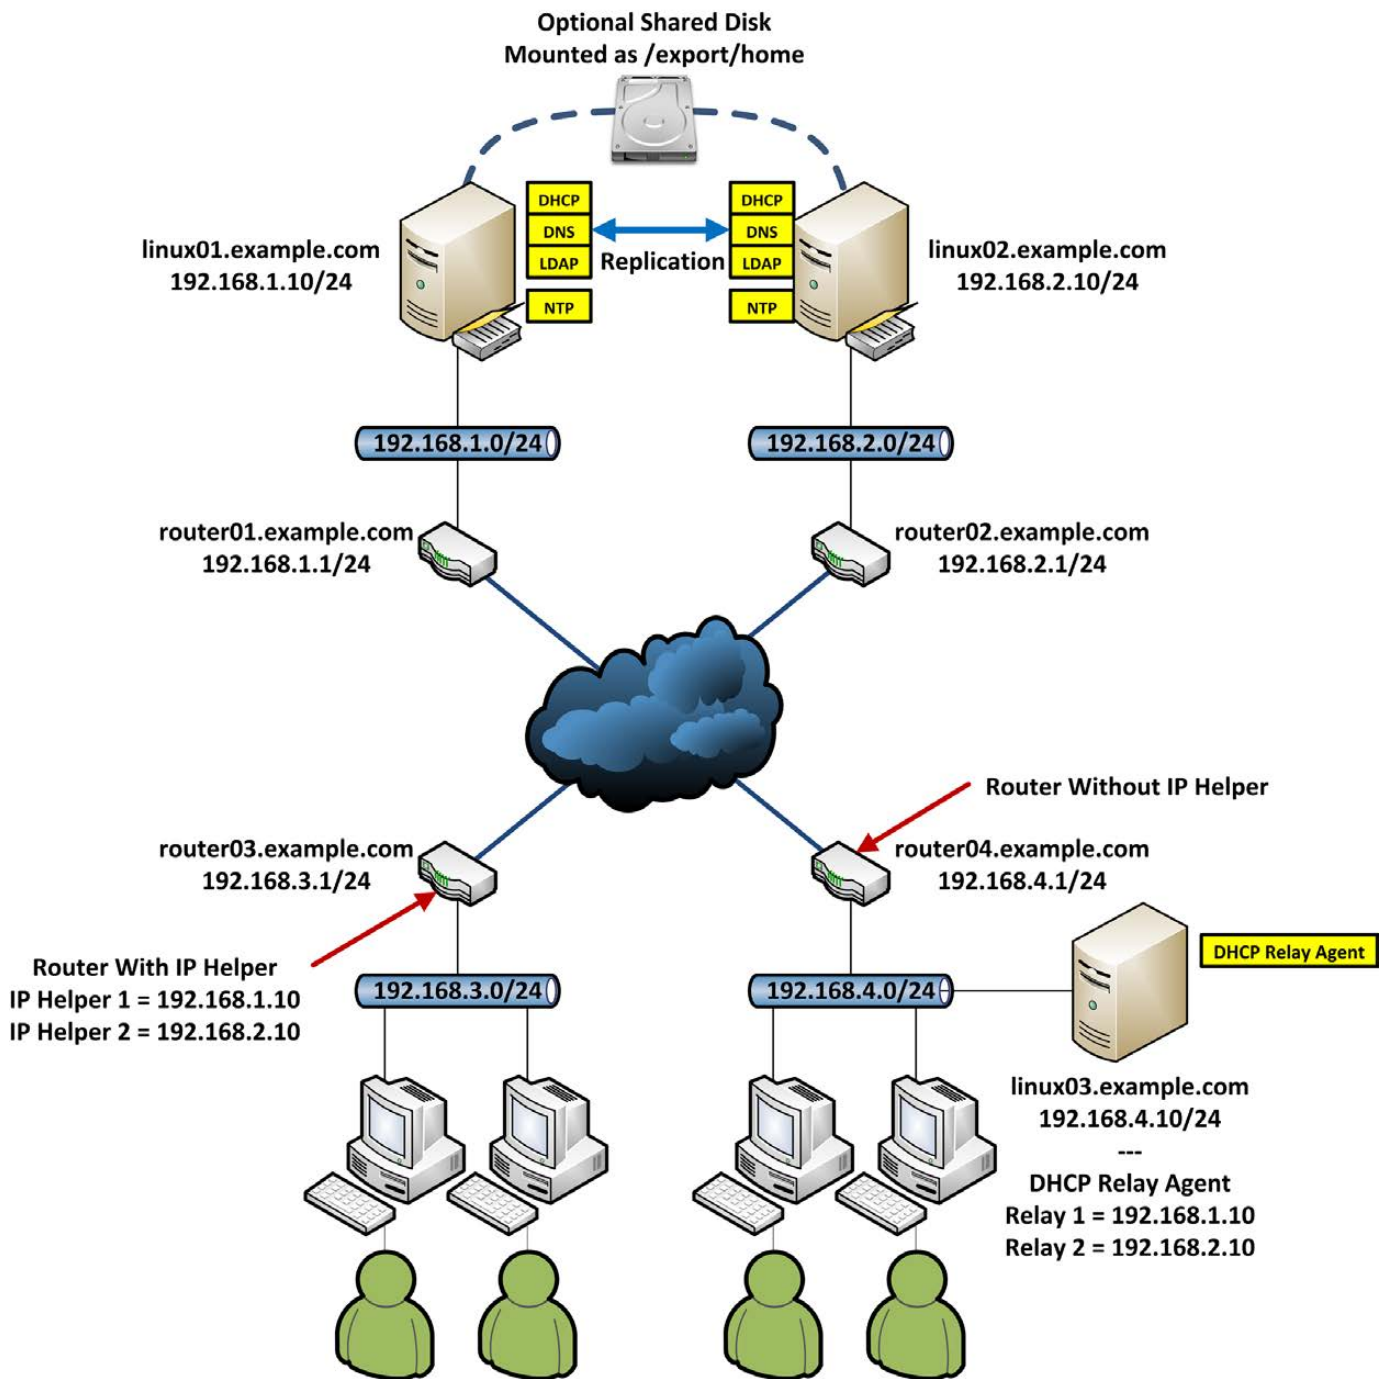 Optional Shared Disk
Mounted as /export/home
linux01.example.com
192.168.1.10/24
DHCP
DNS
LDAP
NTP
Replication
DHCP
DNS
LDAP
NTP
linux02.example.com
192.168.2.10/24
192.168.1.0/24
192.168.2.0/24
router01.example.com
192.168.1.1/24
router02.example.com
192.168.2.1/24
Router Without IP Helper
router03.example.com
192.168.3.1/24
router04.example.com
192.168.4.1/24
Router With IP Helper
IP Helper 1 = 192.168.1.10
IP Helper 2 = 192.168.2.10
192.168.3.0/24
192.168.4.0/24
DHCP Relay Agent
linux03.example.com
192.168.4.10/24
---
DHCP Relay Agent
Relay 1 = 192.168.1.10
Relay 2 = 192.168.2.10